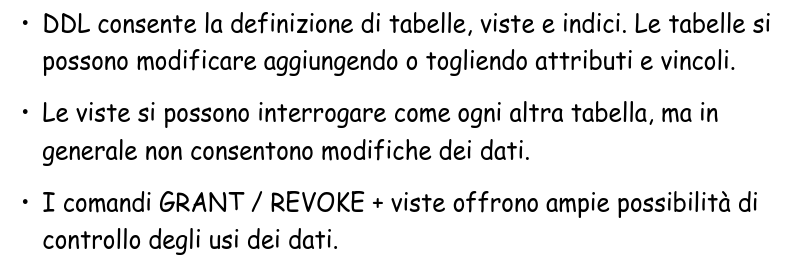 • DDL consente la definizione di tabelle, viste e indici. Le tabelle si
possono modificare aggiungendo o togliendo attributi e vincoli.
• Le viste si possono interrogare come ogni altra tabella, ma in
generale non consentono modifiche dei dati.
• I comandi GRANT / REVOKE + viste offrono ampie possibilità di
controllo degli usi dei dati.